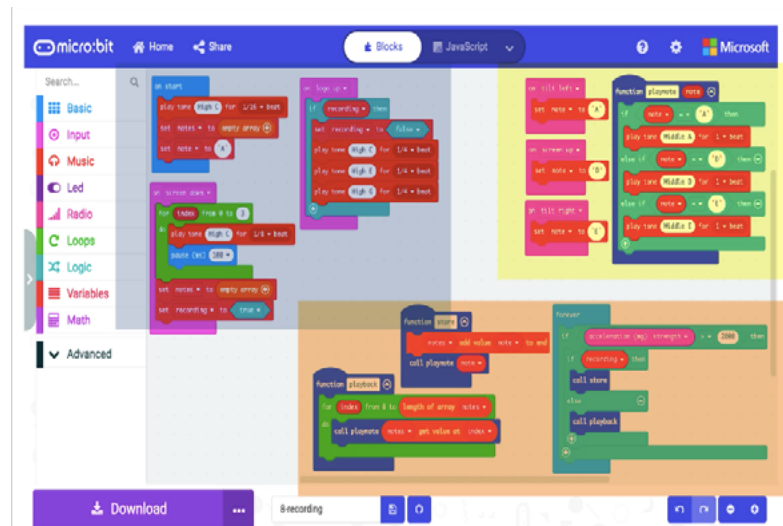 micro:bit Home Share Blocks JavaScript Microsoft
Search...
Basic
Input
Music
Led
Radio
Loops
Logic
Variables
Math
Advanced
on start
play tone High C for 1/16 beat
set notes to empty array
set note to 'A'
on screen down
for index from 0 to 3
do
play tone High C for 1/8 beat
pause (ms)
set notes to empty array
set recording to true
on logo up
if recording then
set recording to false
play tone High C for 1/4 beat
play tone High for 1/4 beat
play tone High for 1/4 beat
on tilt left
set note to 'A'
on screen up
set note to 'D'
on tilt right
set note to 'E'
function playnote note
if note = 'A' then
play tone Middle A for 1 beat
else if note = 'D' then
play tone Middle D for 1 beat
else if note = 'E' then
play tone Middle E for 1 beat
function store
notes add value note to end
call playnote note
function playback
for index from 0 to length of array notes
do
call playnote notes get value at index
forever
if acceleration (mg) strength > 2000 then
if recording then
call store
else
call playback
Download ... 8-recording